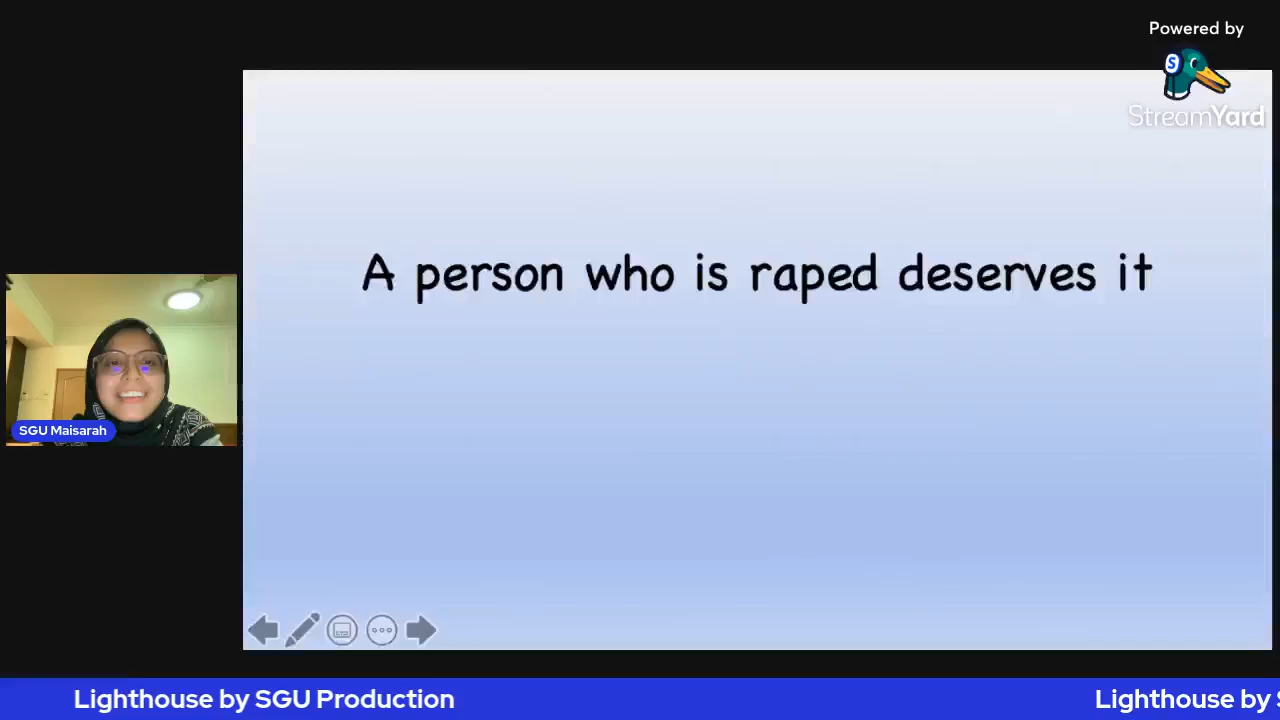 Powered by
StreamYard
A person who is raped deserves it
SGU Maisarah
Lighthouse by SGU Production
Lighthouse by S